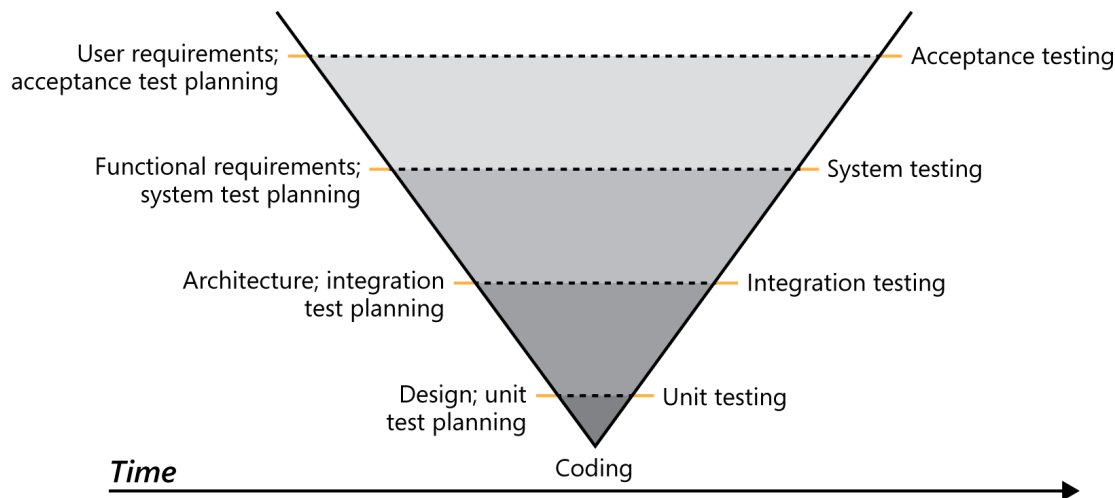 User requirements;
acceptance test planning
Acceptance testing
Functional requirements;
system test planning
System testing
Architecture; integration
test planning
Integration testing
Design; unit
test planning
Unit testing
Coding
Time